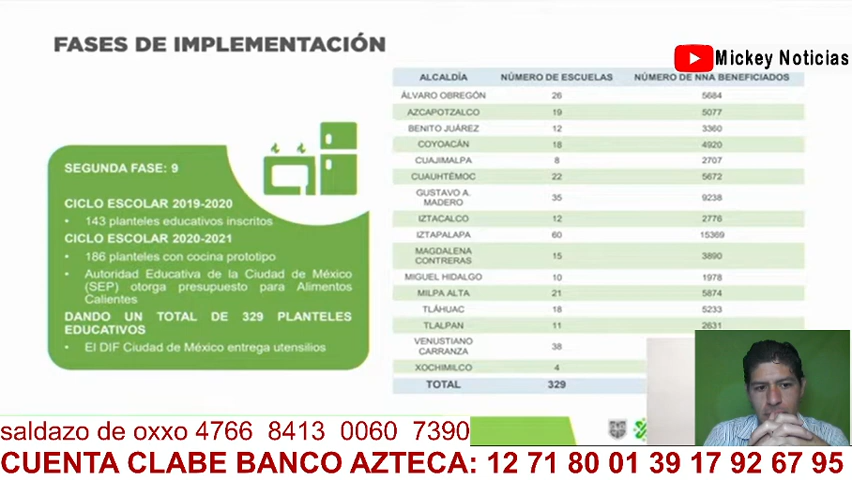 FASES DE IMPLEMENTACIÓN
Mickey Noticias
SEGUNDA FASE: 9
CICLO ESCOLAR 2019-2020
• 143 planteles educativos inscritos
CICLO ESCOLAR 2020-2021
• 186 planteles con cocina prototipo
• Autoridad Educativa de la Ciudad de México
(SEP) otorga presupuesto para Alimentos
Calientes
DANDO UN TOTAL DE 329 PLANTELES
EDUCATIVOS
• El DIF Ciudad de México entrega utensilios
ALCALDÍA NÚMERO DE ESCUELAS NÚMERO DE NNA BENEFICIADOS
ÁLVARO OBREGÓN 26 5684
AZCAPOTZALCO 19 5077
BENITO JUÁREZ 12 3360
COYOACÁN 18 4920
CUAJIMALPA 8 2707
CUAUHTÉMOC 22 5672
GUSTAVO A.
MADERO 35 9238
IZTACALCO 12 2776
IZTAPALAPA 60 15369
MAGDALENA
CONTRERAS 15 3890
MIGUEL HIDALGO 10 1978
MILPA ALTA 21 5874
TLÁHUAC 18 5233
TLALPAN 11 2631
VENUSTIANO
CARRANZA 38
XOCHIMILCO 4
TOTAL 329
saldazo de oxxo 4766 8413 0060 7390
CUENTA CLABE BANCO AZTECA: 12 71 80 01 39 17 92 67 95